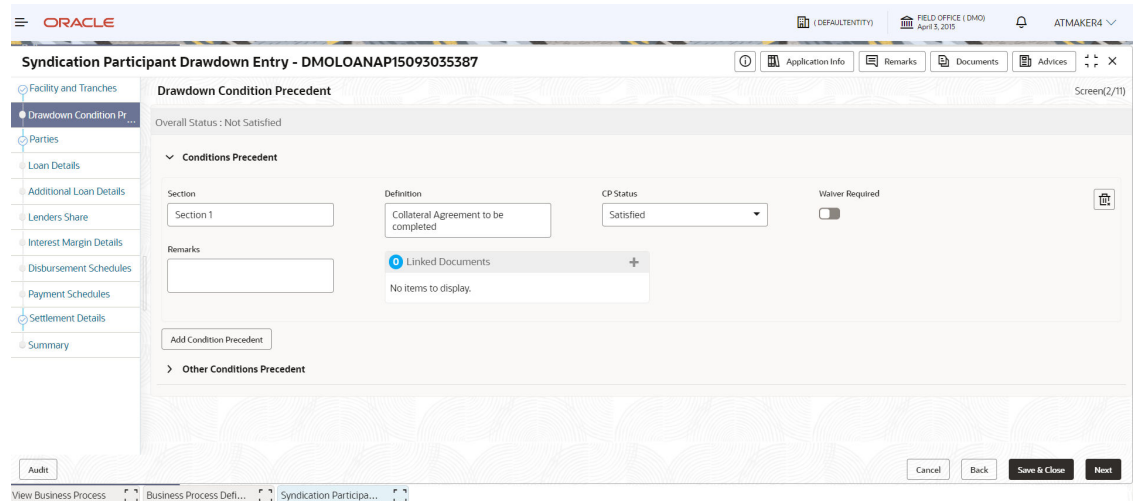 ORACLE
(DEFAULTENTITY)
FIELD OFFICE ( DMO)
April 3, 2015
ATMAKER4
Syndication Participant Drawdown Entry - DMOLOANAP15093035387
Application Info
Remarks
Documents
Advices
Facility and Tranches
Drawdown Condition Pr...
Parties
Loan Details
Additional Loan Details
Lenders Share
Interest Margin Details
Disbursement Schedules
Payment Schedules
Settlement Details
Summary
Drawdown Condition Precedent
Screen(2/11)
Overall Status : Not Satisfied
Conditions Precedent
Section
Definition
CP Status
Waiver Required
Section 1
Collateral Agreement to be
completed
Satisfied
Remarks
0 Linked Documents
No items to display.
Add Condition Precedent
Other Conditions Precedent
Audit
Cancel
Back
Save & Close
Next
View Business Process
Business Process Defi...
Syndication Participa...